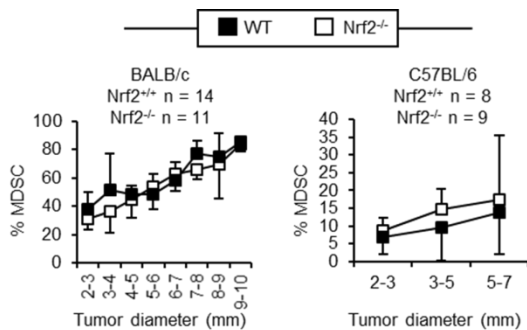 WT Nrf2-/-
BALB/c
Nrf2+/+ n = 14
Nrf2-/- n = 11
% MDSC
100
80
60
40
20
0
2-3
3-4
4-5
5-6
6-7
7-8
8-9
9-10
Tumor diameter (mm)
C57BL/6
Nrf2+/+ n = 8
Nrf2-/- n = 9
% MDSC
40
35
30
25
20
15
10
5
0
2-3 3-5 5-7
Tumor diameter (mm)